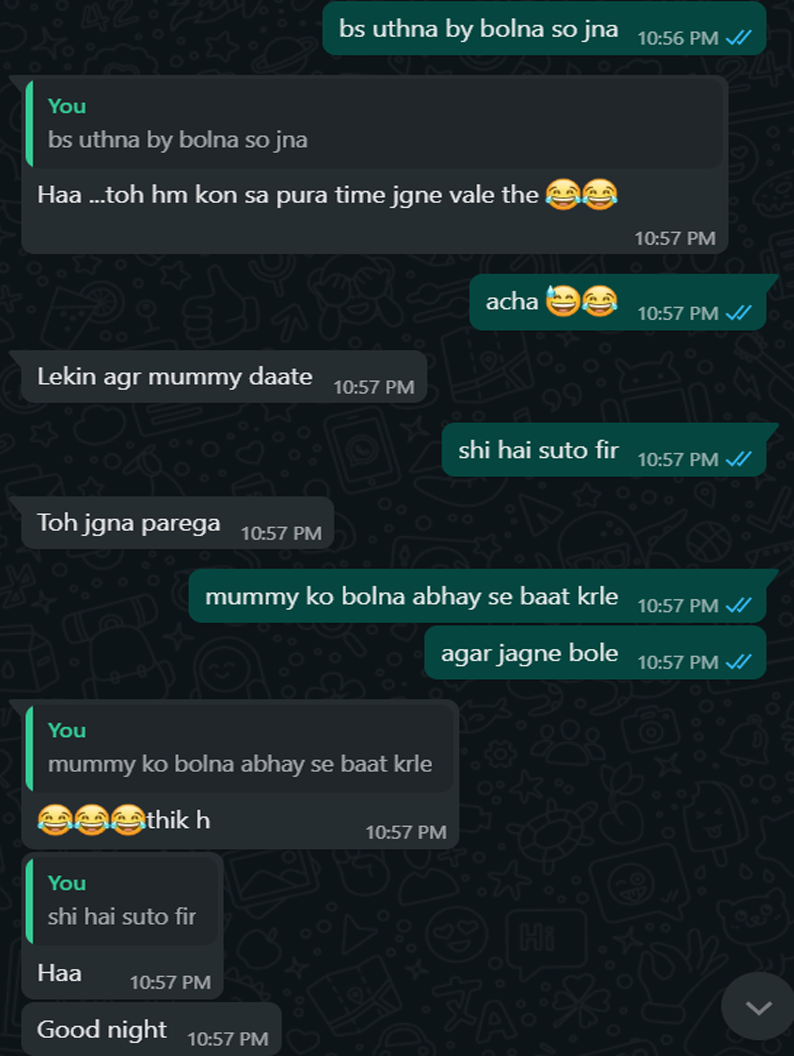 bs uthna by bolna so jna 10:56 PM
You
bs uthna by bolna so jna
Haa ...toh hm kon sa pura time jgne vale the 😂😂
10:57 PM
acha 😅😂 10:57 PM
Lekin agr mummy daate 10:57 PM
shi hai suto fir 10:57 PM
Toh jgna parega 10:57 PM
mummy ko bolna abhay se baat krle 10:57 PM
agar jagne bole 10:57 PM
You
mummy ko bolna abhay se baat krle
😂😂😂thik h 10:57 PM
You
shi hai suto fir
Haa 10:57 PM
Good night 10:57 PM